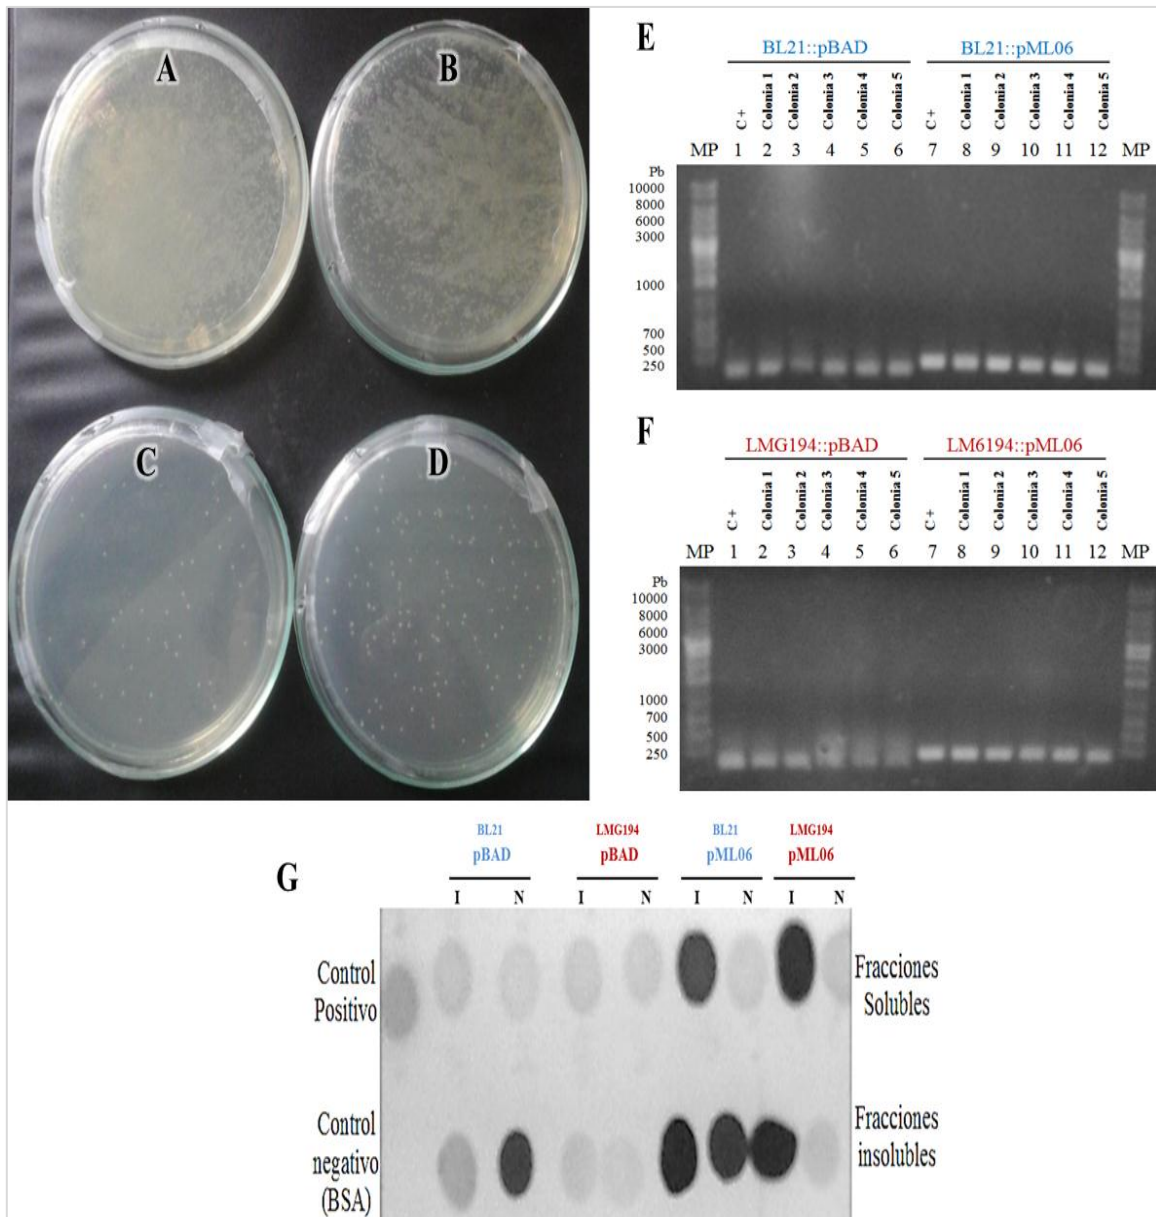 A
B
C
D
E
BL21::pBAD BL21::pML06
C + Colonia 1 Colonia 2 Colonia 3 Colonia 4 Colonia 5 C+ Colonia 1 Colonia 2 Colonia 3 Colonia 4 Colonia 5
MP 1 2 3 4 5 6 7 8 9 10 11 12 MP
Pb
10000
8000
6000
3000
1000
700
500
250
F
LMG194::pBAD LM6194::pML06
C + Colonia 1 Colonia 2 Colonia 3 Colonia 4 Colonia 5 C+ Colonia 1 Colonia 2 Colonia 3 Colonia 4 Colonia 5
MP 1 2 3 4 5 6 7 8 9 10 11 12 MP
Pb
10000
8000
6000
3000
1000
700
500
250
G
BL21 LMG194 BL21 LMG194
pBAD pBAD pML06 pML06
I N I N I N I N
Control
Positivo
Fracciones
Solubles
Control
negativo
(BSA)
Fracciones
insolubles